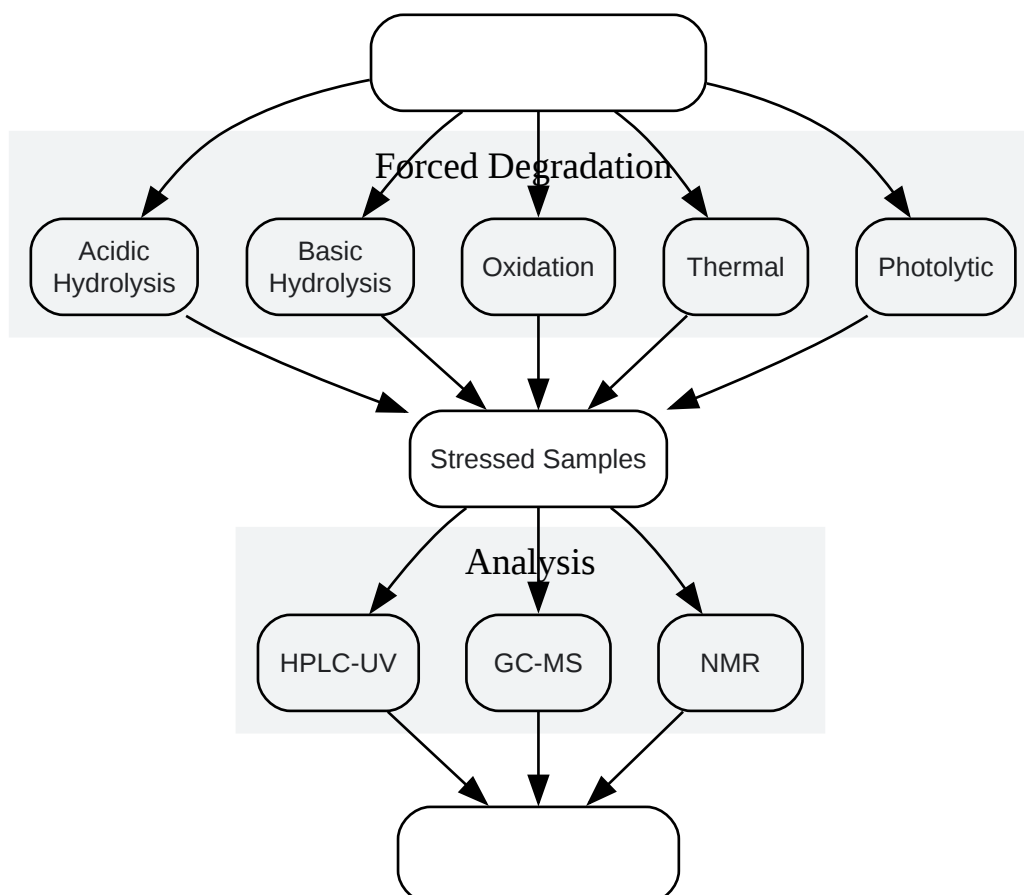 Forced Degradation
Acidic
Hydrolysis
Basic
Hydrolysis
Oxidation
Thermal
Photolytic
Stressed Samples
Analysis
HPLC-UV
GC-MS
NMR